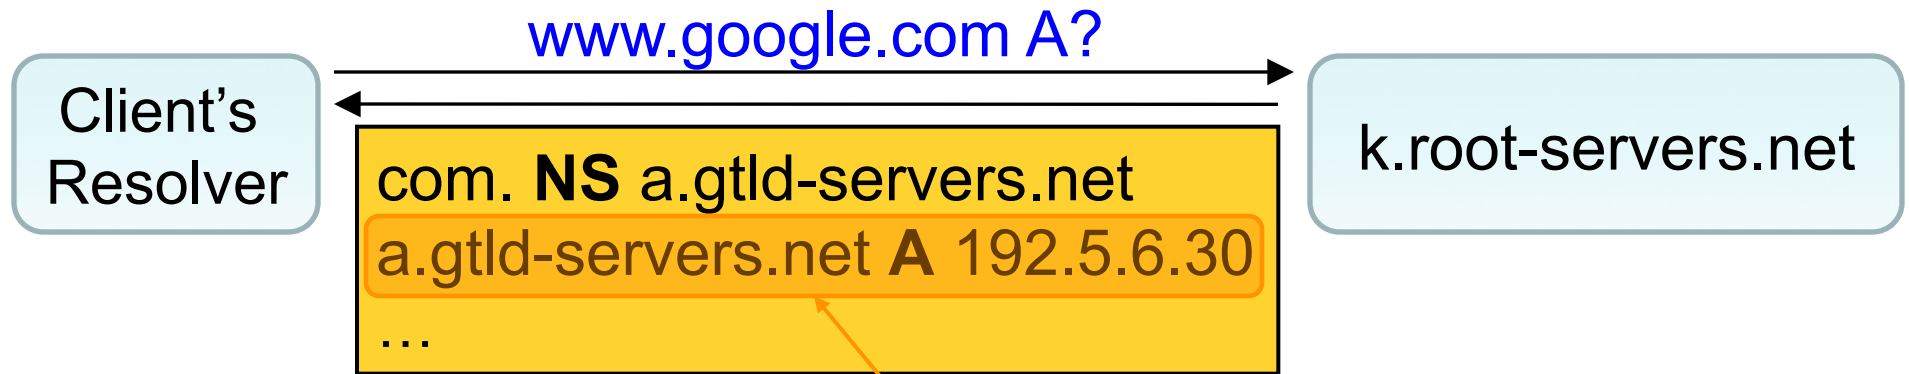 www.google.com A?
Client’s
Resolver
k.root-servers.net
com. NS a.gtld-servers.net
a.gtld-servers.net A 192.5.6.30
…